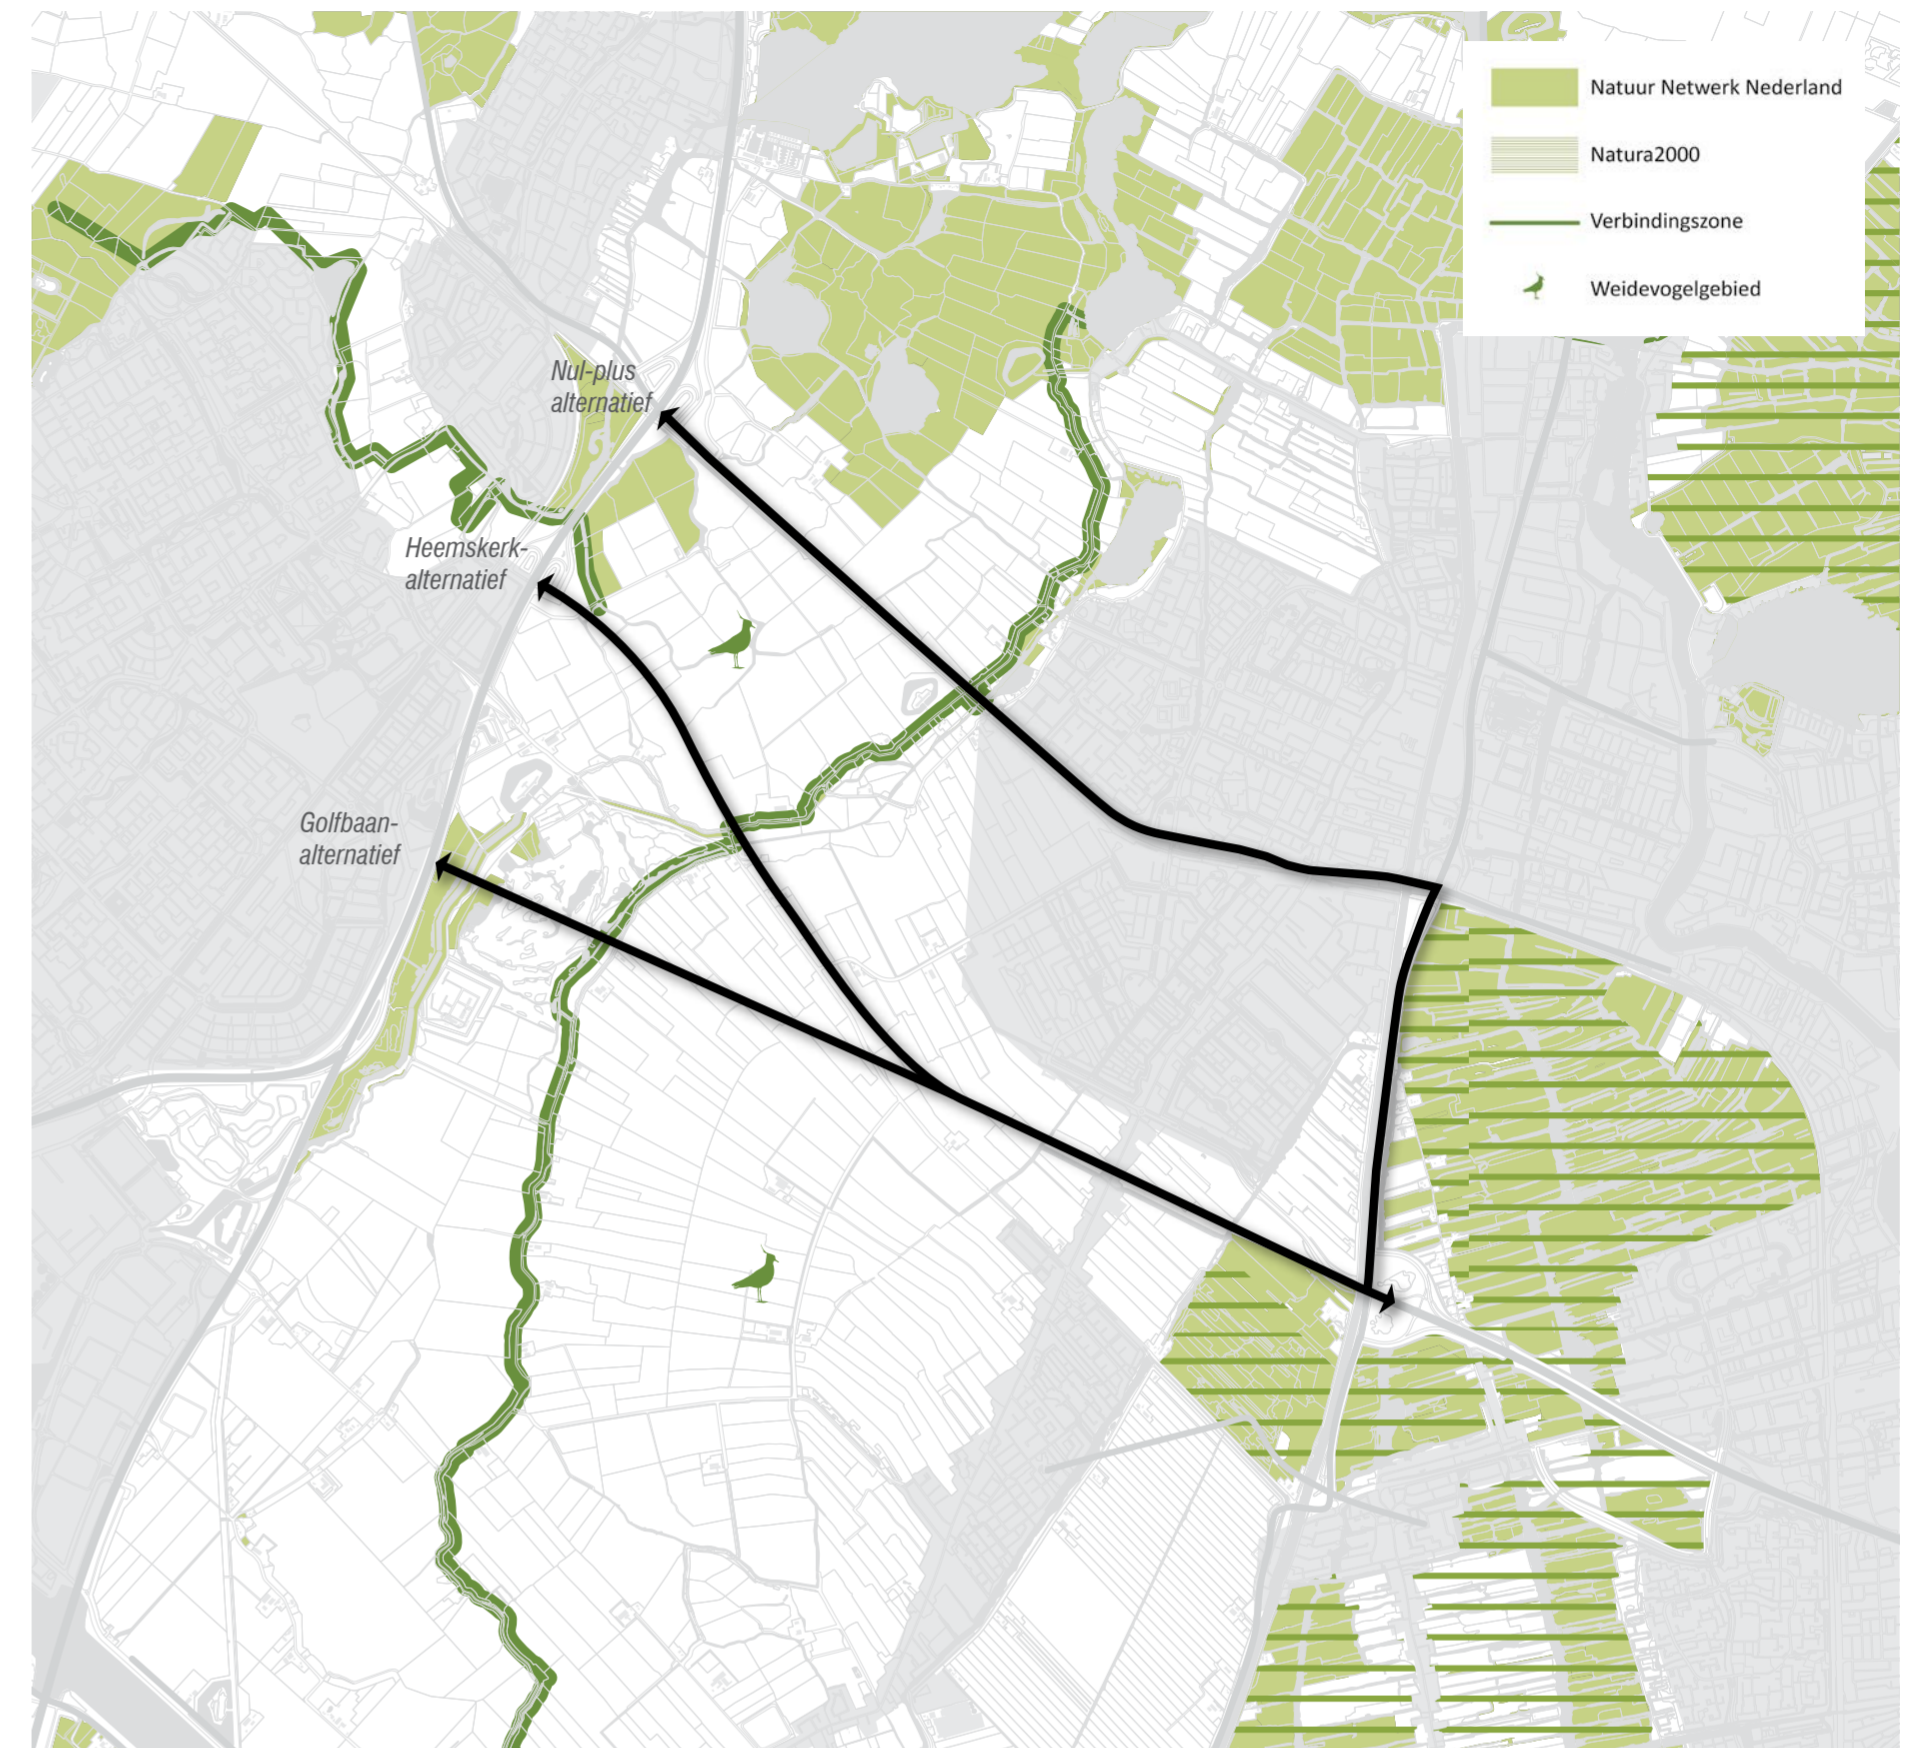 Natuur Netwerk Nederland
Natura2000
Verbindingszone
Weidevogelgebied
Nul-plus
alternatief
Heemskerk-
alternatief
Golfbaan-
alternatief